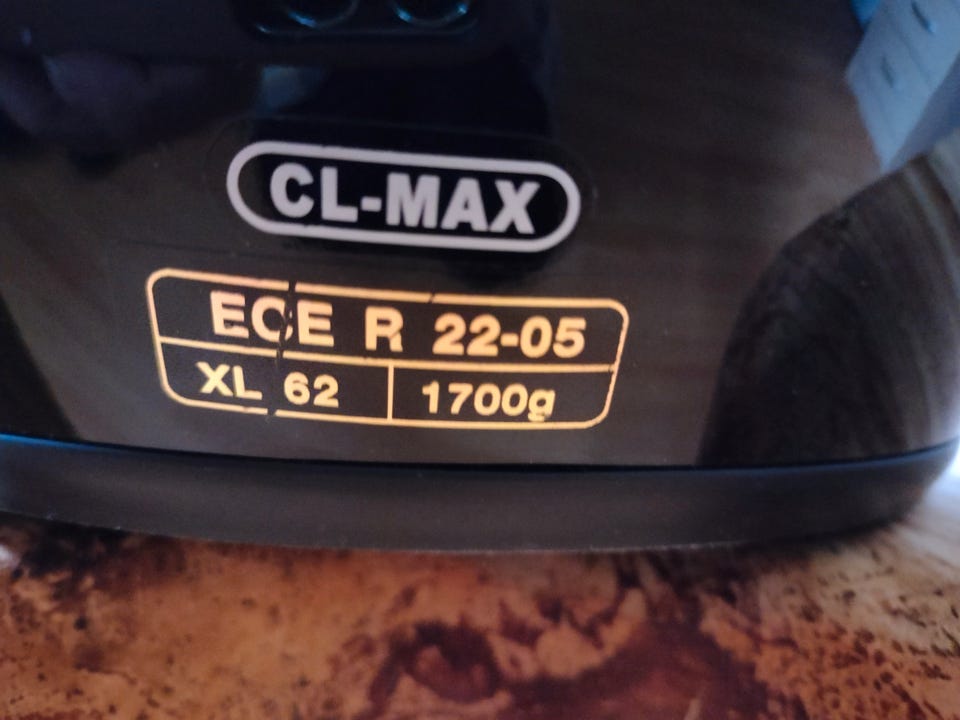 CL-MAX
ECE R 22-05
XL 62 1700g